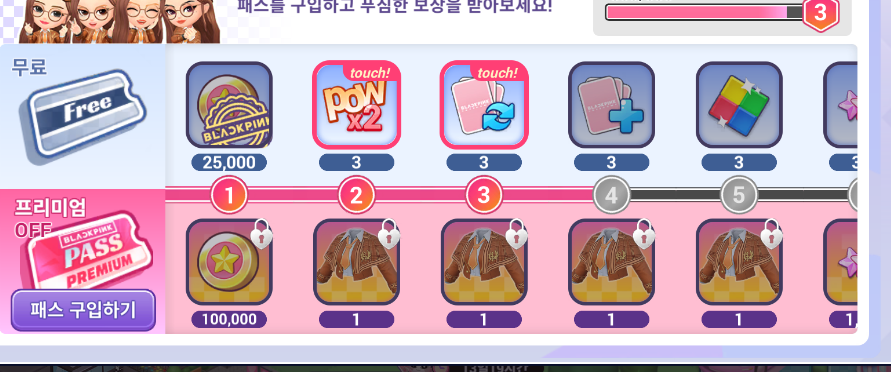 패스를 구입하고 푸짐한 보상을 받아보세요!
3
무료
Free
BLACKPINK
25,000
touch!
POW
x2
3
touch!
3
3
3
1
2
3
4
5
프리미엄
OFF
BLACKPINK
PASS
PREMIUM
패스 구입하기
100,000
1
1
1
1